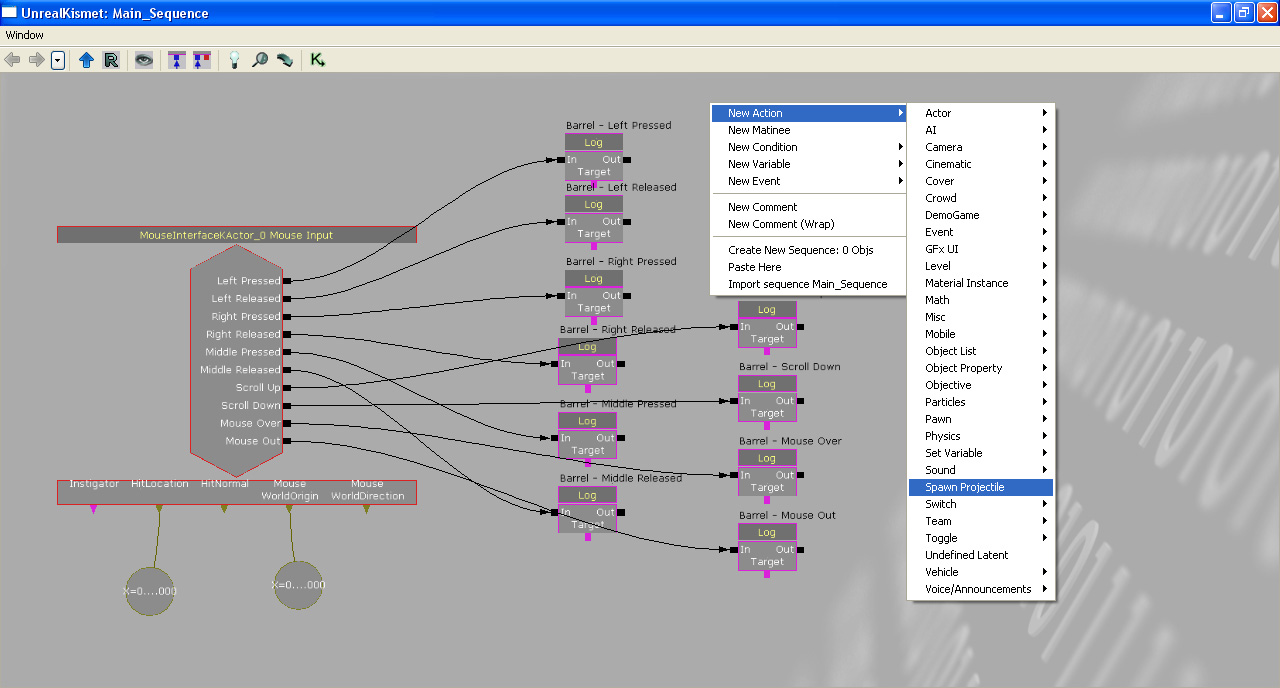 UnrealKismet: Main_Sequence
Window
R
K
MouseInterfaceKActor_0 Mouse Input
Left Pressed
Left Released
Right Pressed
Right Released
Middle Pressed
Middle Released
Scroll Up
Scroll Down
Mouse Over
Mouse Out
Instigator
HitLocation
HitNormal
Mouse
WorldOrigin
Mouse
WorldDirection
X=0....000
X=0....000
Barrel - Left Pressed
Log
In Out
Target
Barrel - Left Released
Log
In Out
Target
Barrel - Right Pressed
Log
In Out
Target
Barrel - Right Released
Log
In Out
Target
Barrel - Middle Pressed
Log
In Out
Target
Barrel - Middle Released
Log
In Out
Target
Log
In Out
Target
Barrel - Scroll Down
Log
In Out
Target
Barrel - Mouse Over
Log
In Out
Target
Barrel - Mouse Out
Log
In Out
Target
New Action
New Matinee
New Condition
New Variable
New Event
New Comment
New Comment (Wrap)
Create New Sequence: 0 Objs
Paste Here
Import sequence Main_Sequence
Actor
AI
Camera
Cinematic
Cover
Crowd
DemoGame
Event
GFx UI
Level
Material Instance
Math
Misc
Mobile
Object List
Object Property
Objective
Particles
Pawn
Physics
Set Variable
Sound
Spawn Projectile
Switch
Team
Toggle
Undefined Latent
Vehicle
Voice/Announcements